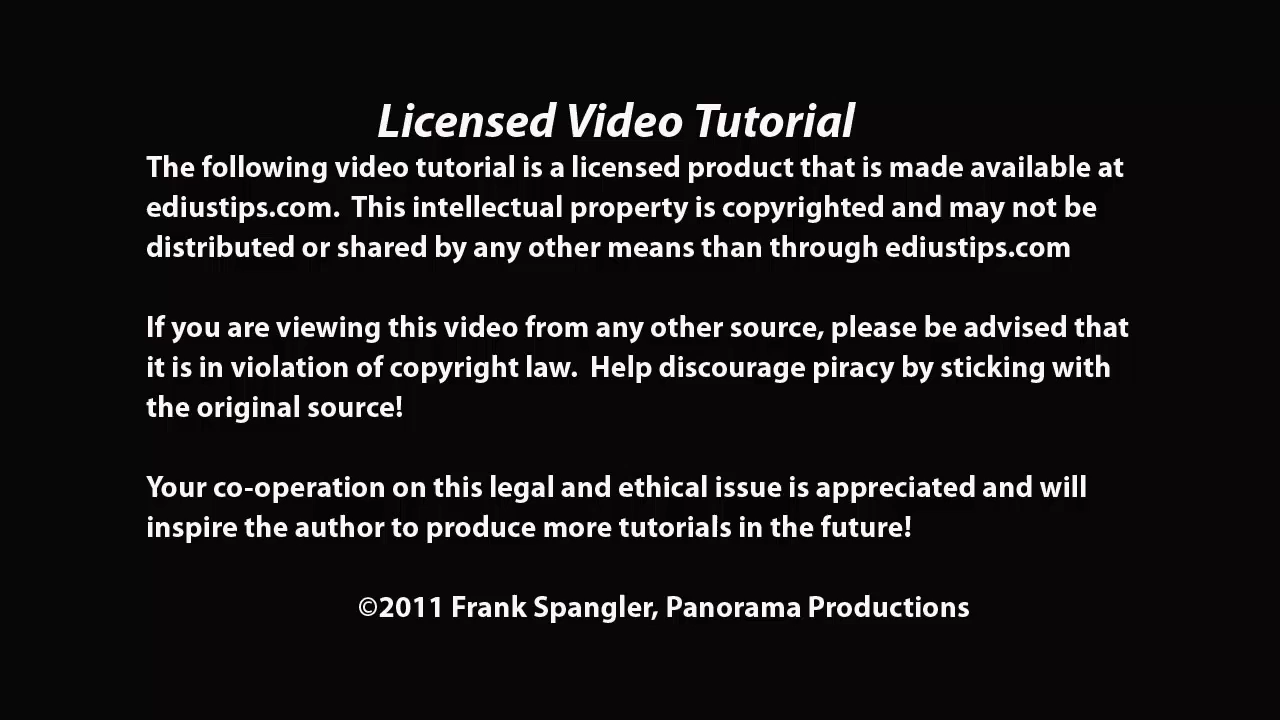 Licensed Video Tutorial
The following video tutorial is a licensed product that is made available at
ediustips.com.  This intellectual property is copyrighted and may not be
distributed or shared by any other means than through ediustips.com
If you are viewing this video from any other source, please be advised that
it is in violation of copyright law.  Help discourage piracy by sticking with
the original source!
Your co-operation on this legal and ethical issue is appreciated and will
inspire the author to produce more tutorials in the future!
©2011 Frank Spangler, Panorama Productions